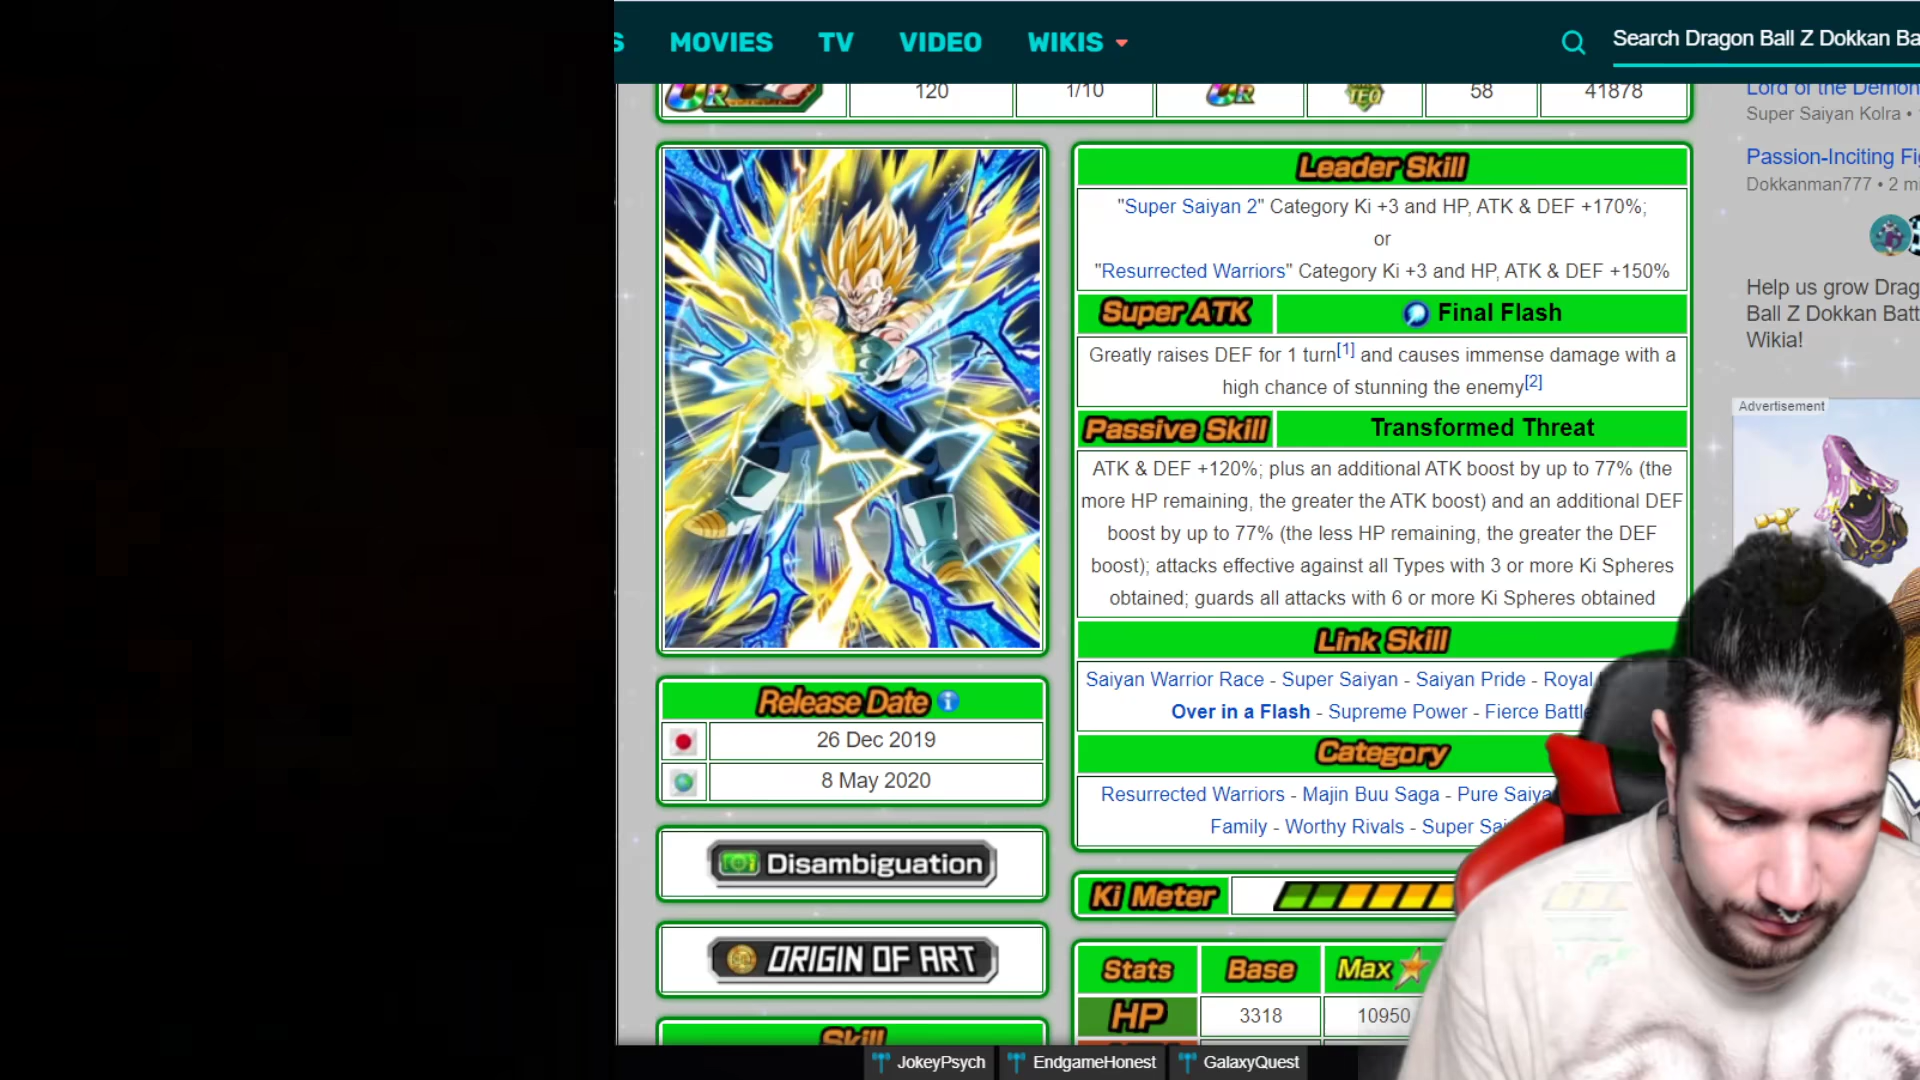 MOVIES TV VIDEO WIKIS
Search Dragon Ball Z Dokkan Ba
UR 120 1/10 UR TEQ 58 41878
Lord of the Demon
Super Saiyan Kolra •
Passion-Inciting Fi
Dokkanman777 • 2 mi
Help us grow Drag
Ball Z Dokkan Batt
Wikia!
Advertisement
Leader Skill
"Super Saiyan 2" Category Ki +3 and HP, ATK & DEF +170%;
or
"Resurrected Warriors" Category Ki +3 and HP, ATK & DEF +150%
Super ATK Final Flash
Greatly raises DEF for 1 turn[1] and causes immense damage with a
high chance of stunning the enemy[2]
Passive Skill Transformed Threat
ATK & DEF +120%; plus an additional ATK boost by up to 77% (the
more HP remaining, the greater the ATK boost) and an additional DEF
boost by up to 77% (the less HP remaining, the greater the DEF
boost); attacks effective against all Types with 3 or more Ki Spheres
obtained; guards all attacks with 6 or more Ki Spheres obtained
Link Skill
Saiyan Warrior Race - Super Saiyan - Saiyan Pride - Royal
Over in a Flash - Supreme Power - Fierce Battle
Category
Resurrected Warriors - Majin Buu Saga - Pure Saiya
Family - Worthy Rivals - Super Sai
Ki Meter
Stats Base Max
HP 3318 10950
Release Date
26 Dec 2019
8 May 2020
Disambiguation
ORIGIN OF ART
Skill
JokeyPsych EndgameHonest GalaxyQuest